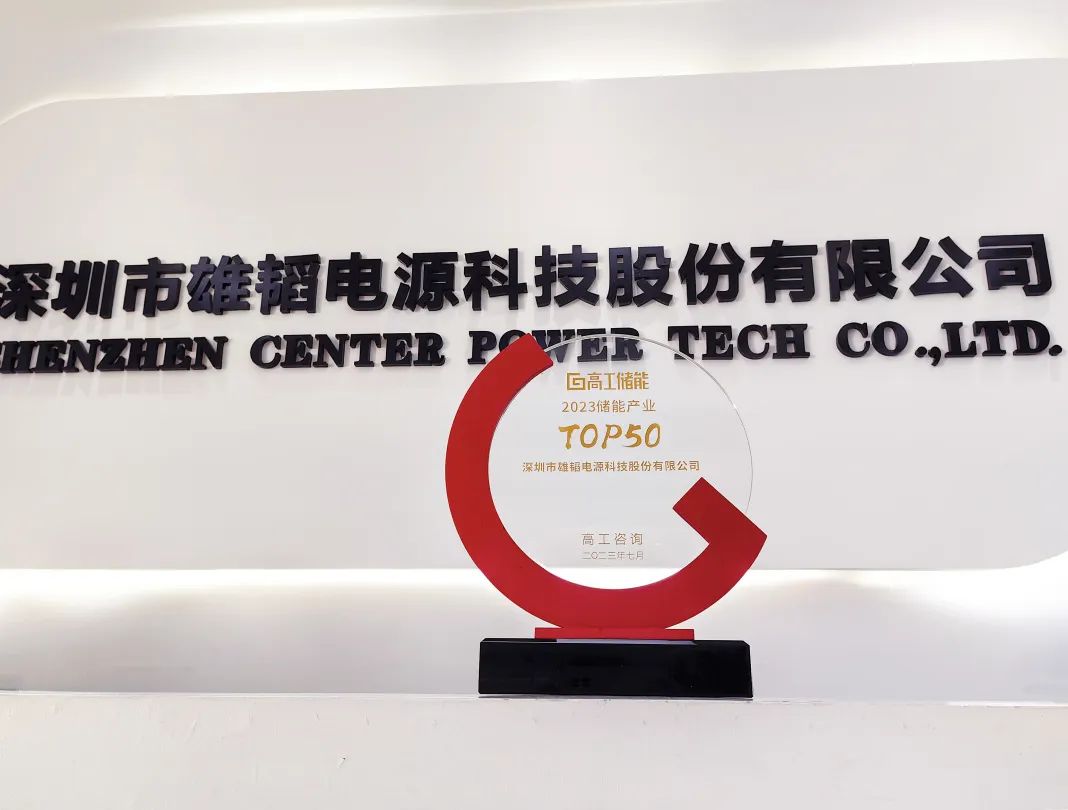 深圳市雄韬电源科技股份有限公司
SHENZHEN CENTER POWER TECH CO.,LTD.
高工储能
2023储能产业
TOP50
深圳市雄韬电源科技股份有限公司
高工咨询
二〇二三年七月